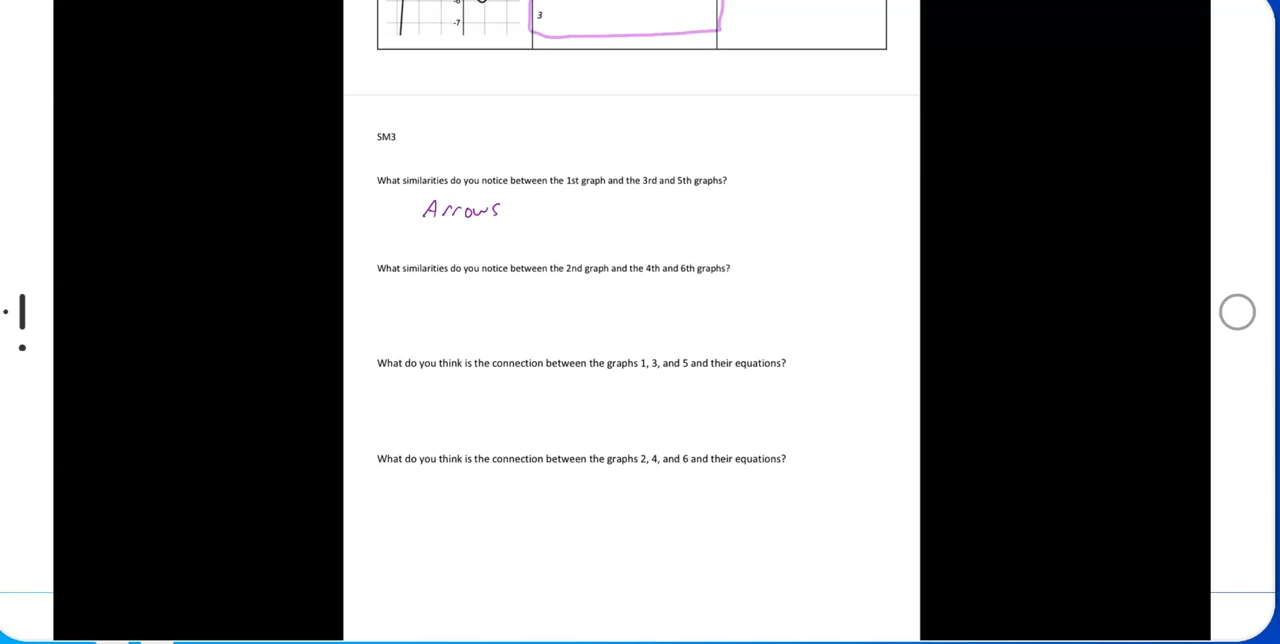 -6
-7
3
SM3
What similarities do you notice between the 1st graph and the 3rd and 5th graphs?
Arrows
What similarities do you notice between the 2nd graph and the 4th and 6th graphs?
What do you think is the connection between the graphs 1, 3, and 5 and their equations?
What do you think is the connection between the graphs 2, 4, and 6 and their equations?